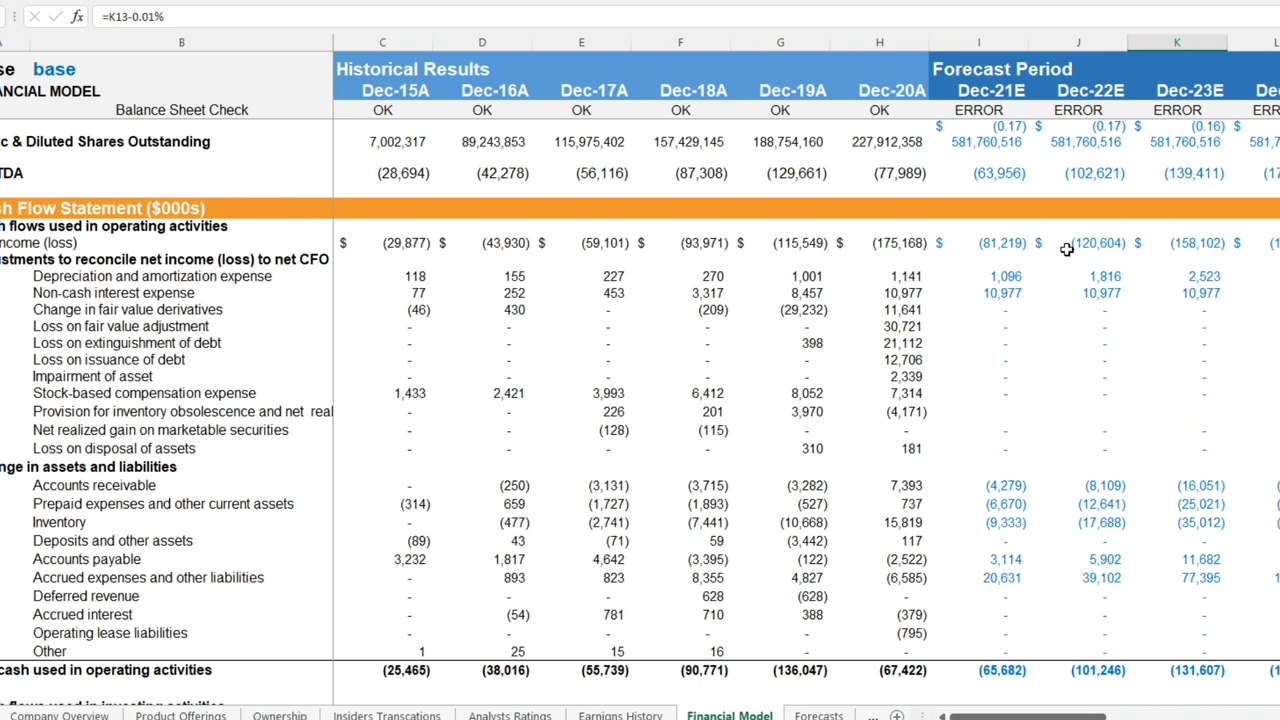 =K13-0.01%
B C D E F G H I J K L
se base Historical Results Forecast Period
ANCIAL MODEL Dec-15A Dec-16A Dec-17A Dec-18A Dec-19A Dec-20A Dec-21E Dec-22E Dec-23E De
Balance Sheet Check OK OK OK OK OK OK ERROR ERROR ERROR ERR
$ (0.17) $ (0.17) $ (0.16) $
c & Diluted Shares Outstanding 7,002,317 89,243,853 115,975,402 157,429,145 188,754,160 227,912,358 581,760,516 581,760,516 581,760,516 581,7
TDA (28,694) (42,278) (56,116) (87,308) (129,661) (77,989) (63,956) (102,621) (139,411) (17
sh Flow Statement ($000s)
h flows used in operating activities
ncome (loss) $ (29,877) $ (43,930) $ (59,101) $ (93,971) $ (115,549) $ (175,168) $ (81,219) $ (120,604) $ (158,102) $ (1
ustments to reconcile net income (loss) to net CFO
Depreciation and amortization expense 118 155 227 270 1,001 1,141 1,096 1,816 2,523
Non-cash interest expense 77 252 453 3,317 8,457 10,977 10,977 10,977 10,977
Change in fair value derivatives (46) 430 - (209) (29,232) 11,641 - - -
Loss on fair value adjustment - - - - - 30,721 - - -
Loss on extinguishment of debt - - - - 398 21,112 - - -
Loss on issuance of debt - - - - - 12,706 - - -
Impairment of asset - - - - - 2,339 - - -
Stock-based compensation expense 1,433 2,421 3,993 6,412 8,052 7,314 - - -
Provision for inventory obsolescence and net real - - 226 201 3,970 (4,171)
Net realized gain on marketable securities - - (128) (115) - - - - -
Loss on disposal of assets - - - - 310 181 - - -
nge in assets and liabilities
Accounts receivable - (250) (3,131) (3,715) (3,282) 7,393 (4,279) (8,109) (16,051) (
Prepaid expenses and other current assets (314) 659 (1,727) (1,893) (527) 737 (6,670) (12,641) (25,021) (
Inventory (477) (2,741) (7,441) (10,668) 15,819 (9,333) (17,688) (35,012) (
Deposits and other assets (89) 43 (71) 59 (3,442) 117 - - -
Accounts payable 3,232 1,817 4,642 (3,395) (122) (2,522) 3,114 5,902 11,682
Accrued expenses and other liabilities - 893 823 8,355 4,827 (6,585) 20,631 39,102 77,395 1
Deferred revenue - - - 628 (628) - - - -
Accrued interest - (54) 781 710 388 (379) - - -
Operating lease liabilities - - - - - (795) - - -
Other 1 25 15 16 - - - - -
cash used in operating activities (25,465) (38,016) (55,739) (90,771) (136,047) (67,422) (65,682) (101,246) (131,607) (1
Company Overview Product Offerings Ownership Insiders Transcations Analysts Ratings Earnigns History Financial Model Forecasts ...